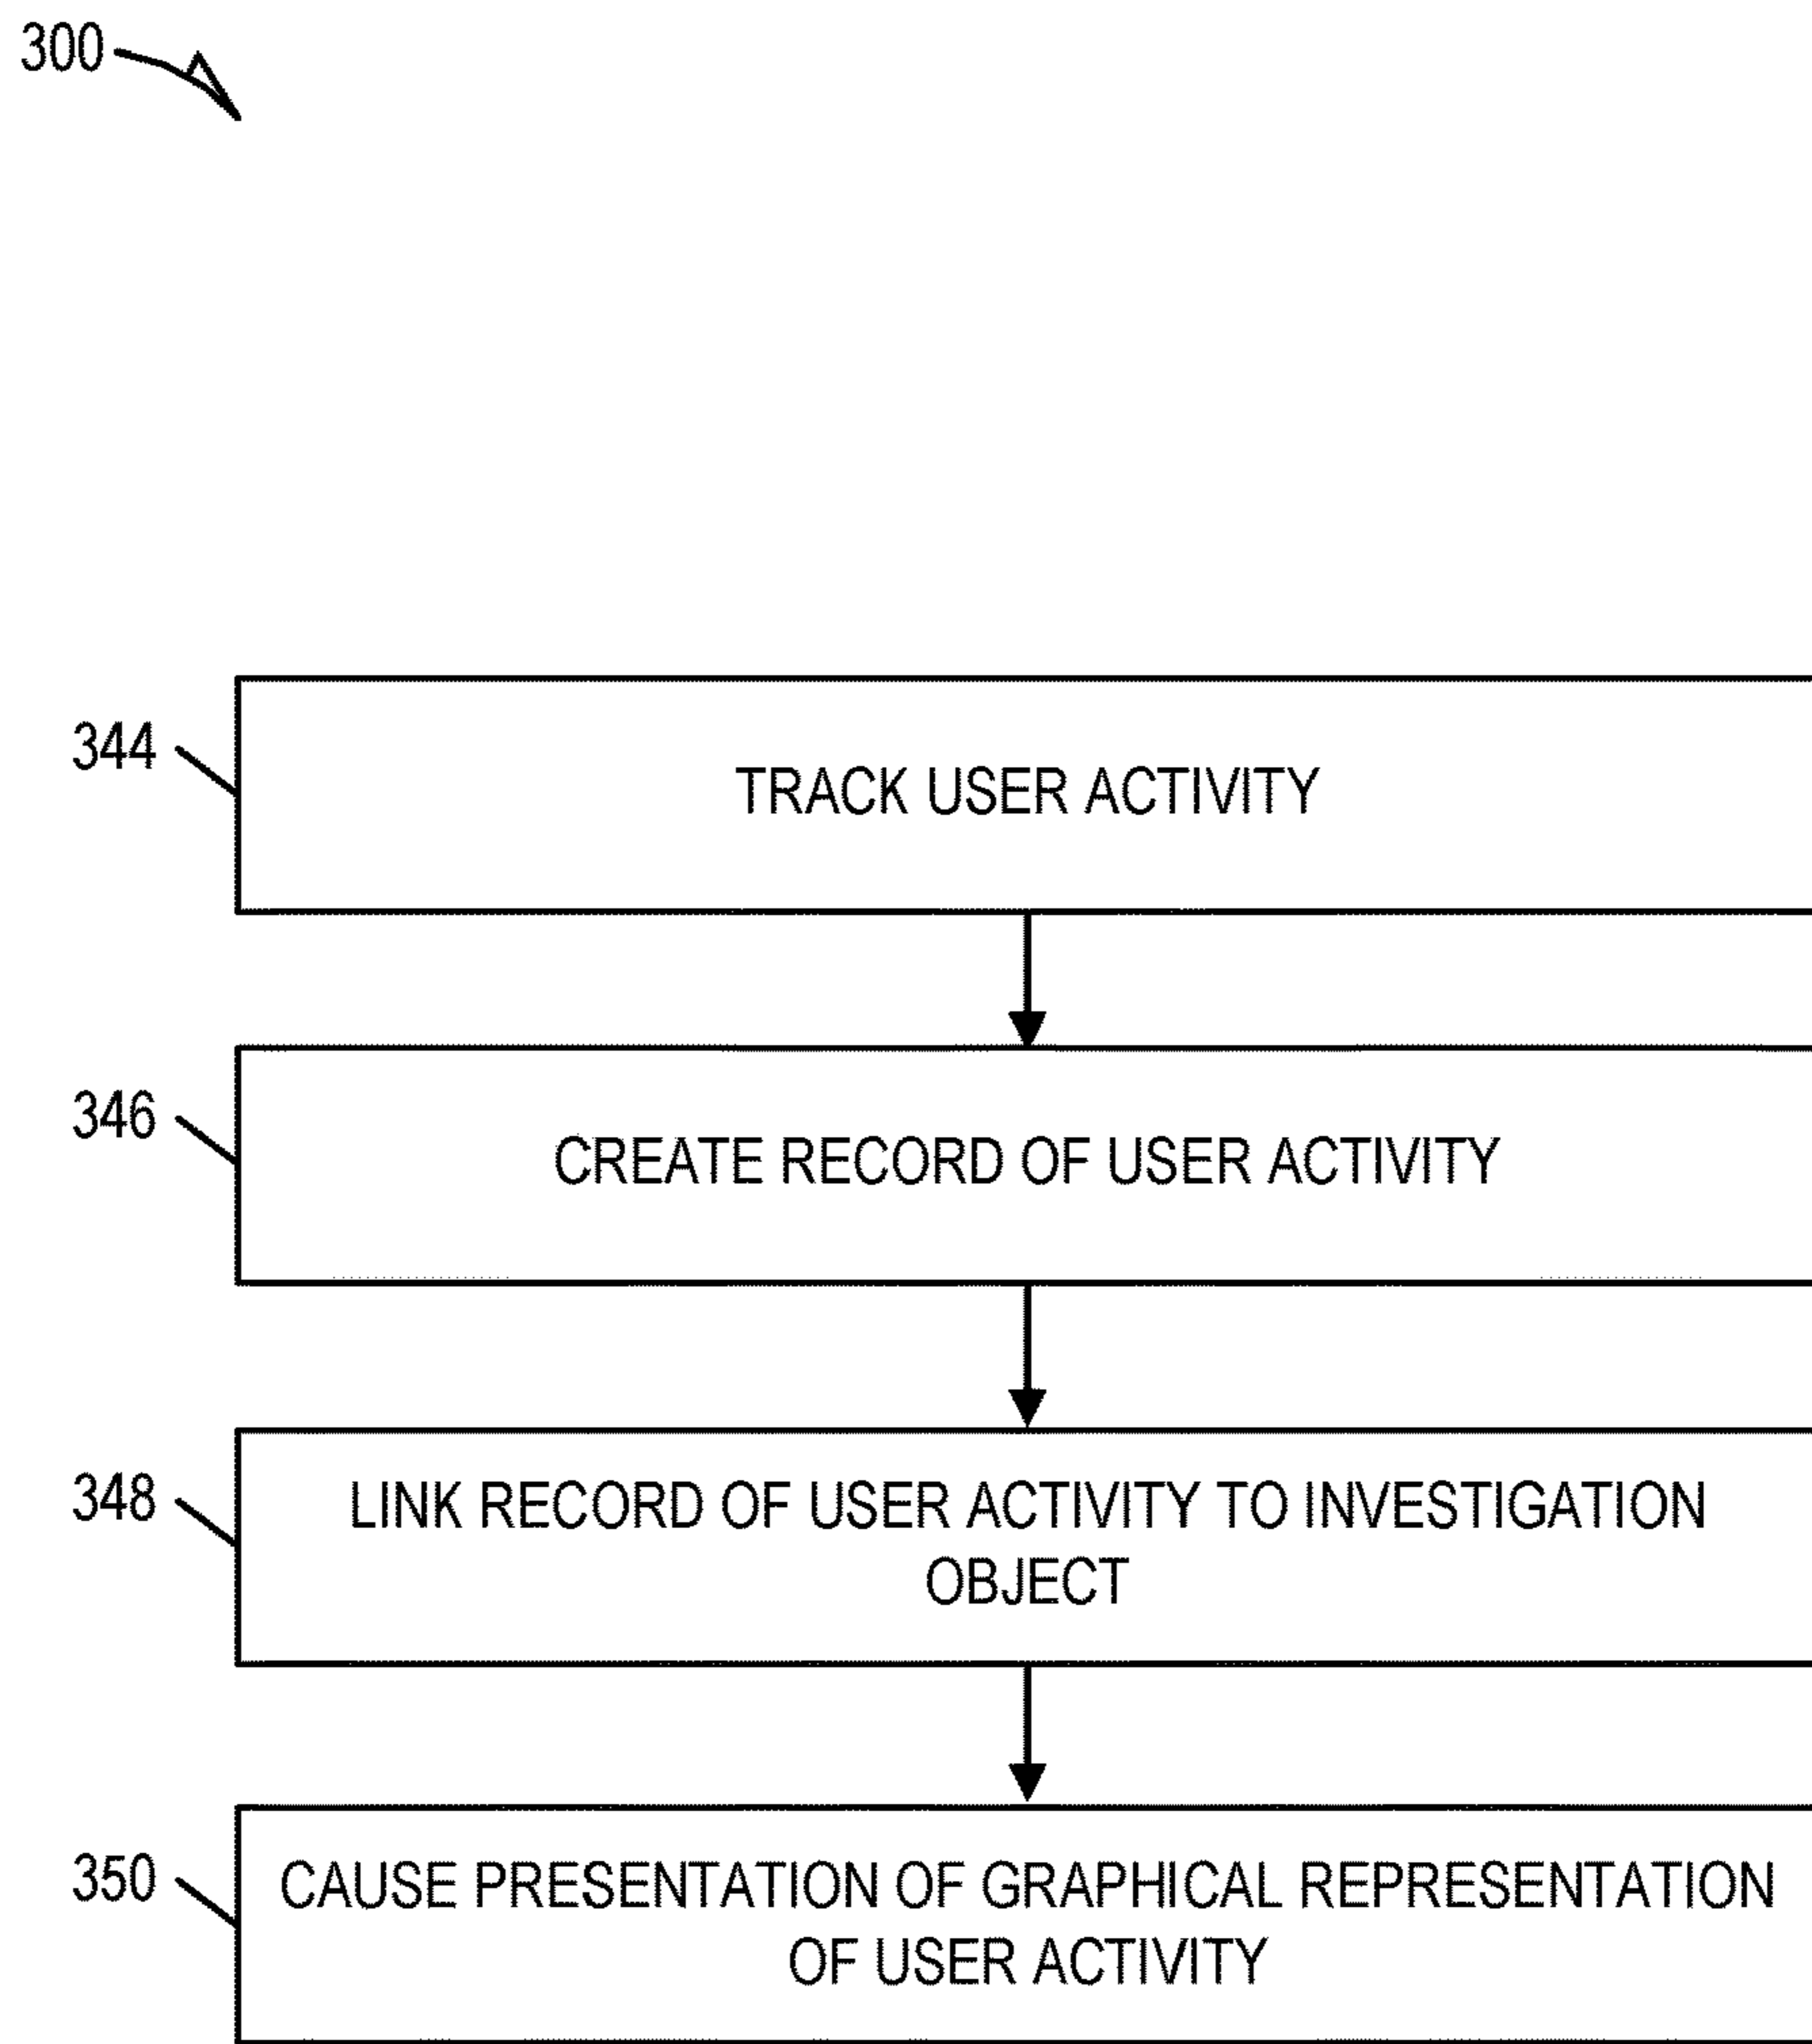 300
344
TRACK USER ACTIVITY
346
CREATE RECORD OF USER ACTIVITY
348
LINK RECORD OF USER ACTIVITY TO INVESTIGATION
OBJECT
350
CAUSE PRESENTATION OF GRAPHICAL REPRESENTATION
OF USER ACTIVITY